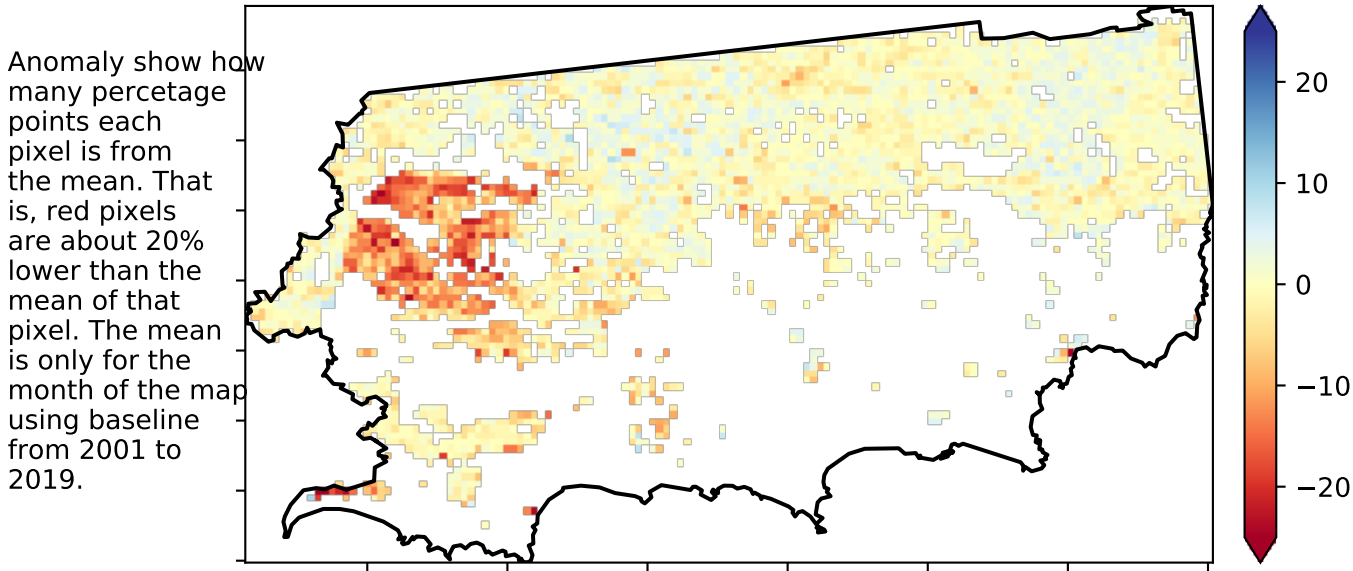 Anomaly show how
many percetage
points each
pixel is from
the mean. That
is, red pixels
are about 20%
lower than the
mean of that
pixel. The mean
is only for the
month of the map
using baseline
from 2001 to
2019.
20
10
0
−10
−20